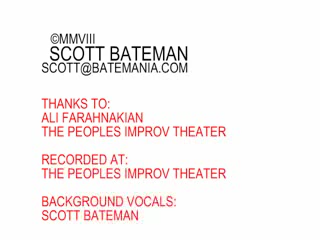 ©MMVIII
SCOTT BATEMAN
SCOTT@BATEMANIA.COM
THANKS TO:
ALI FARAHNAKIAN
THE PEOPLES IMPROV THEATER
RECORDED AT:
THE PEOPLES IMPROV THEATER
BACKGROUND VOCALS:
SCOTT BATEMAN